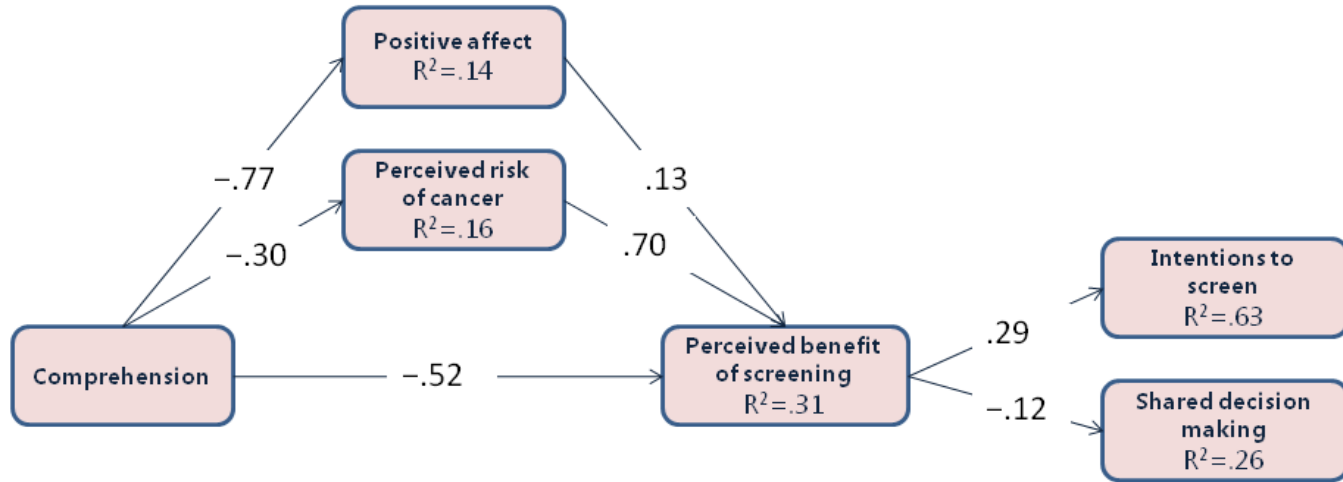 Positive affect
R²=.14
−.77
.13
Perceived risk
of cancer
R²=.16
−.30
.70
Comprehension
−.52
Perceived benefit
of screening
R²=.31
.29
−.12
Intentions to
screen
R²=.63
Shared decision
making
R²=.26